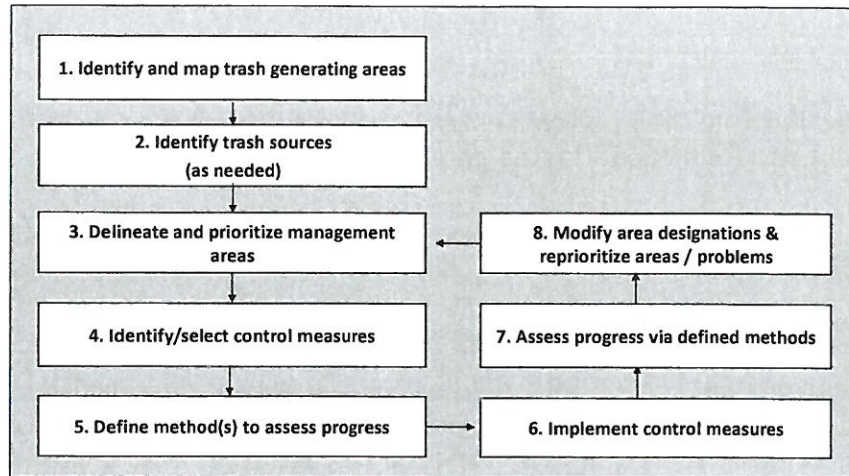 1. Identify and map trash generating areas
2. Identify trash sources
(as needed)
3. Delineate and prioritize management
areas
4. Identify/select control measures
5. Define method(s) to assess progress
6. Implement control measures
7. Assess progress via defined methods
8. Modify area designations &
reprioritize areas / problems